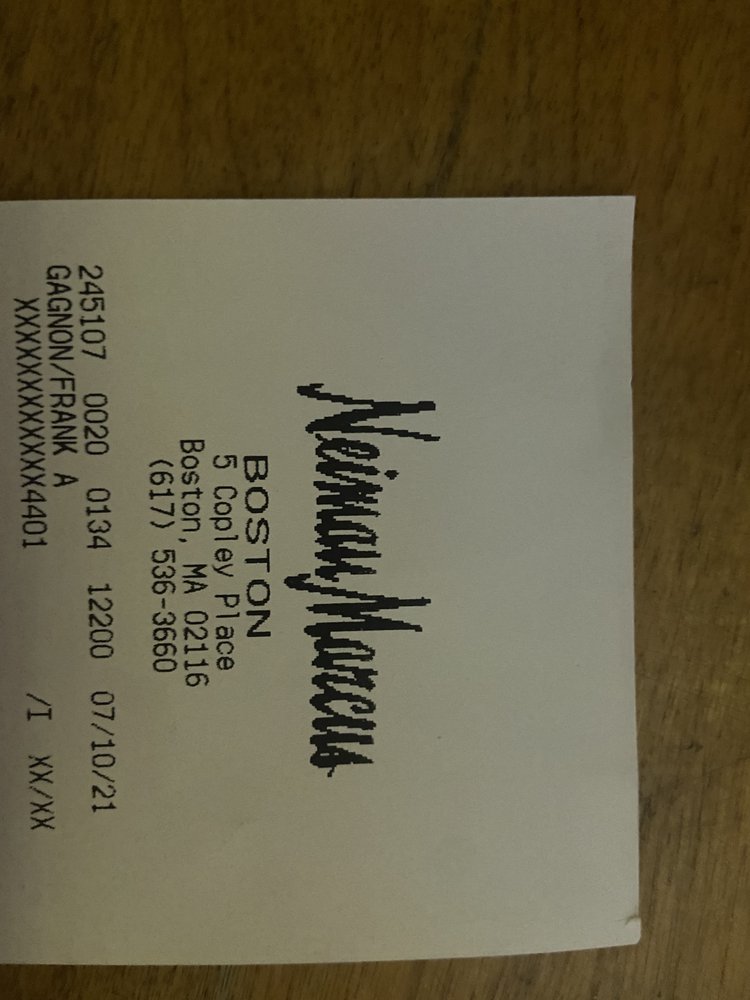 Neiman Marcus
BOSTON
5 Copley Place
Boston, MA 02116
(617) 536-3660
245107 0020 0134 12200 07/10/21
GAGNON/FRANK A
XXXXXXXXXXXX4401 /I XX/XX